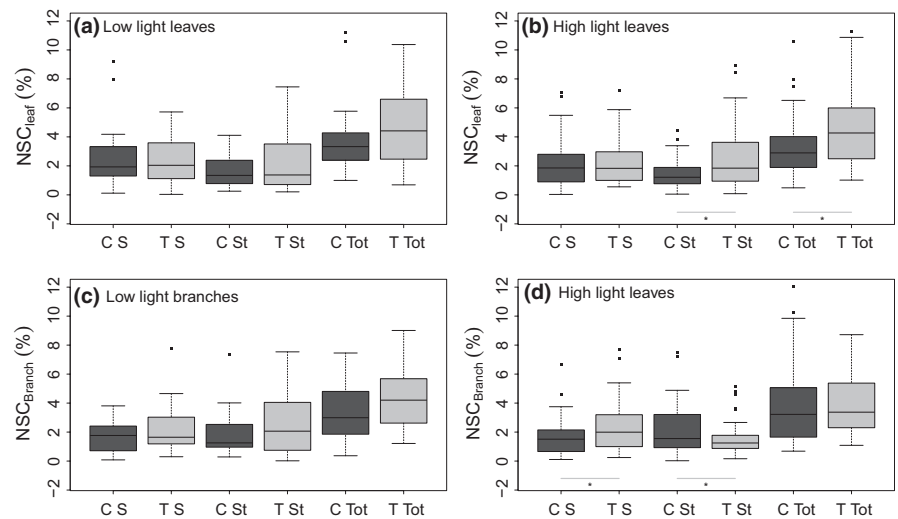 (a) Low light leaves
NSCleaf (%)
12
10
8
6
4
2
0
−2
C S T S C St T St C Tot T Tot
(b) High light leaves
NSCleaf (%)
12
10
8
6
4
2
0
−2
C S T S C St T St C Tot T Tot
(c) Low light branches
NSCBranch (%)
12
10
8
6
4
2
0
−2
C S T S C St T St C Tot T Tot
(d) High light leaves
NSCBranch (%)
12
10
8
6
4
2
0
−2
C S T S C St T St C Tot T Tot